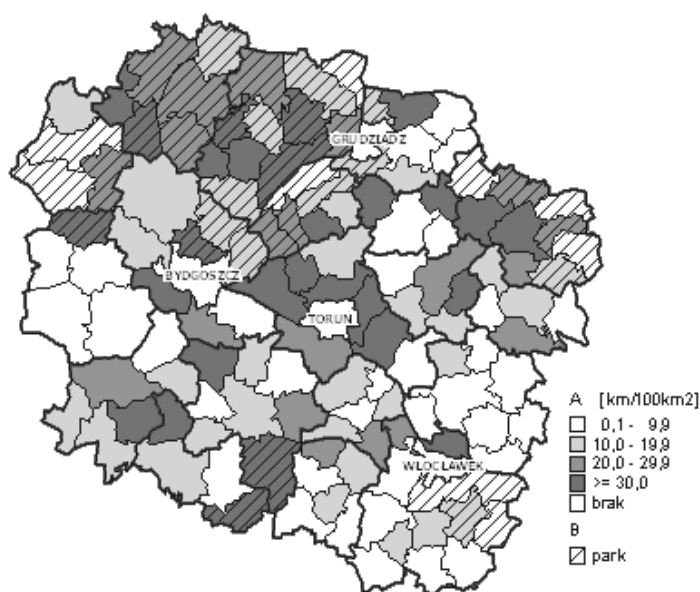 GRUDZIĄDZ
BYDGOSZCZ
TORUŃ
WŁOCŁAWEK
A [km/100km2]
0,1 - 9,9
10,0 - 19,9
20,0 - 29,9
>= 30,0
brak
B
park